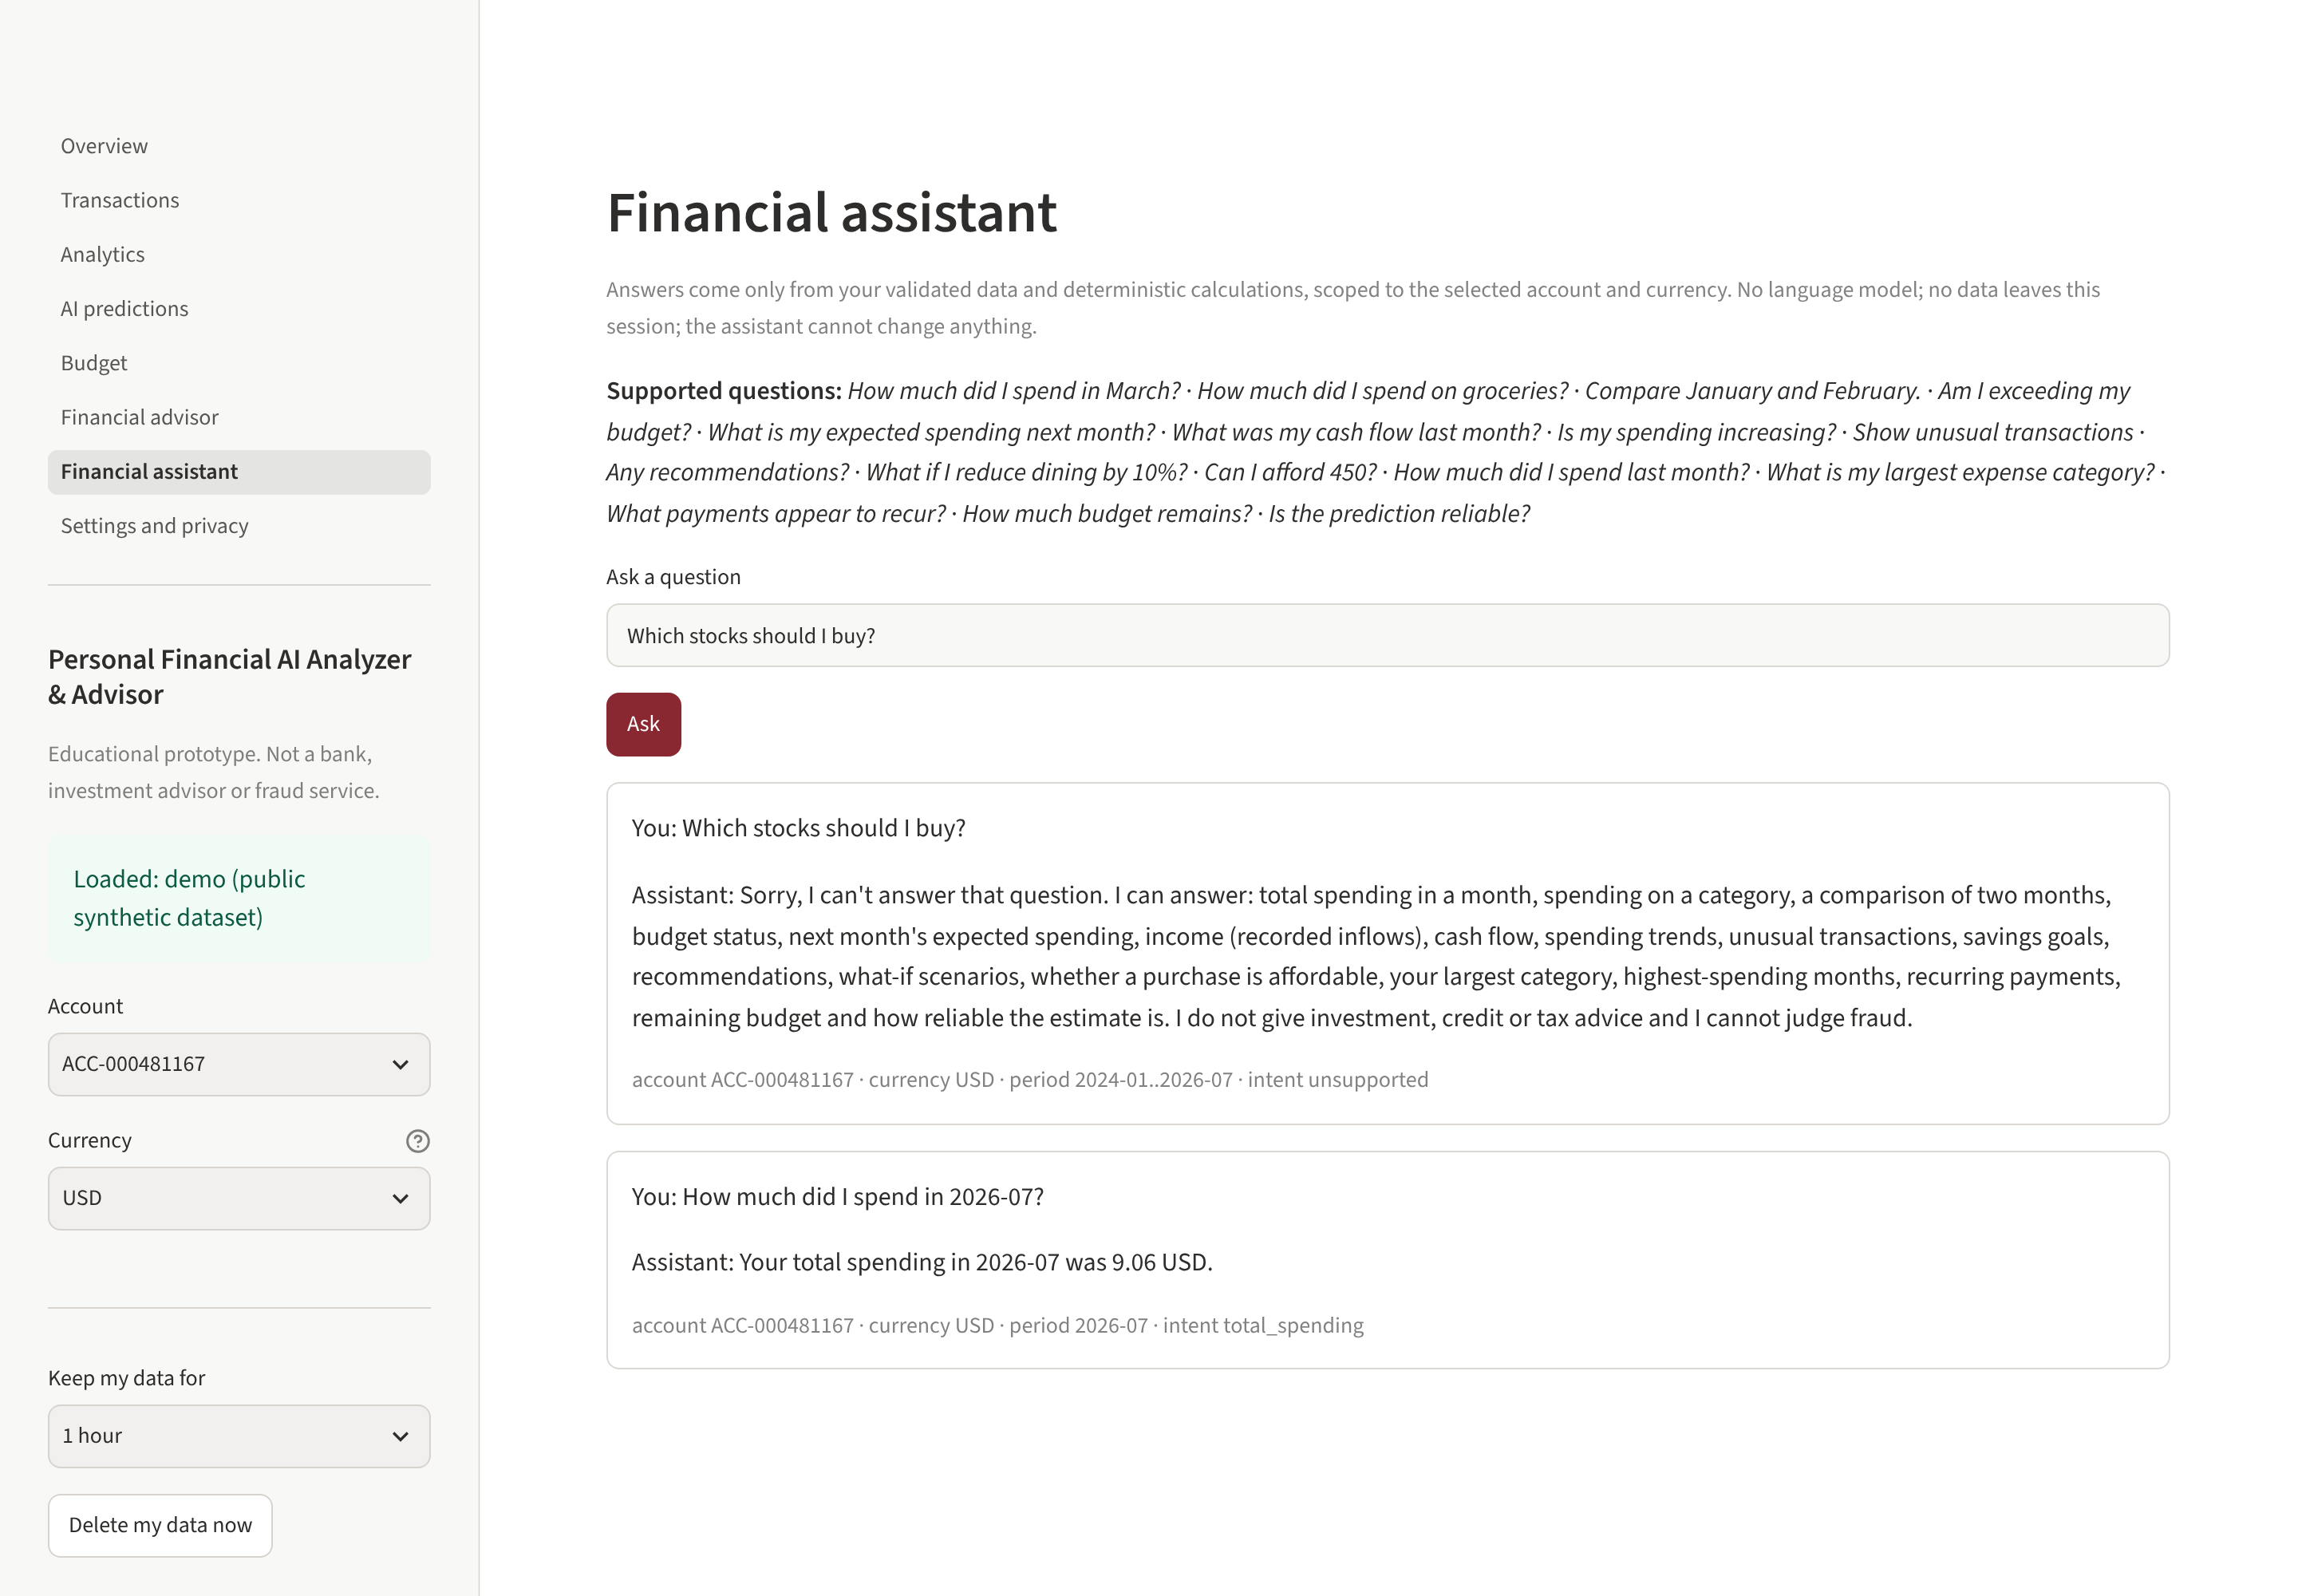 Overview
Transactions
Analytics
AI predictions
Budget
Financial advisor
Financial assistant
Settings and privacy
Personal Financial AI Analyzer
& Advisor
Educational prototype. Not a bank,
investment advisor or fraud service.
Loaded: demo (public
synthetic dataset)
Account
ACC-000481167
Currency
USD
Keep my data for
1 hour
Delete my data now
Financial assistant
Answers come only from your validated data and deterministic calculations, scoped to the selected account and currency. No language model; no data leaves this
session; the assistant cannot change anything.
Supported questions: How much did I spend in March? · How much did I spend on groceries? · Compare January and February. · Am I exceeding my
budget? · What is my expected spending next month? · What was my cash flow last month? · Is my spending increasing? · Show unusual transactions ·
Any recommendations? · What if I reduce dining by 10%? · Can I afford 450? · How much did I spend last month? · What is my largest expense category? ·
What payments appear to recur? · How much budget remains? · Is the prediction reliable?
Ask a question
Which stocks should I buy?
Ask
You: Which stocks should I buy?
Assistant: Sorry, I can't answer that question. I can answer: total spending in a month, spending on a category, a comparison of two months,
budget status, next month's expected spending, income (recorded inflows), cash flow, spending trends, unusual transactions, savings goals,
recommendations, what-if scenarios, whether a purchase is affordable, your largest category, highest-spending months, recurring payments,
remaining budget and how reliable the estimate is. I do not give investment, credit or tax advice and I cannot judge fraud.
account ACC-000481167 · currency USD · period 2024-01..2026-07 · intent unsupported
You: How much did I spend in 2026-07?
Assistant: Your total spending in 2026-07 was 9.06 USD.
account ACC-000481167 · currency USD · period 2026-07 · intent total_spending